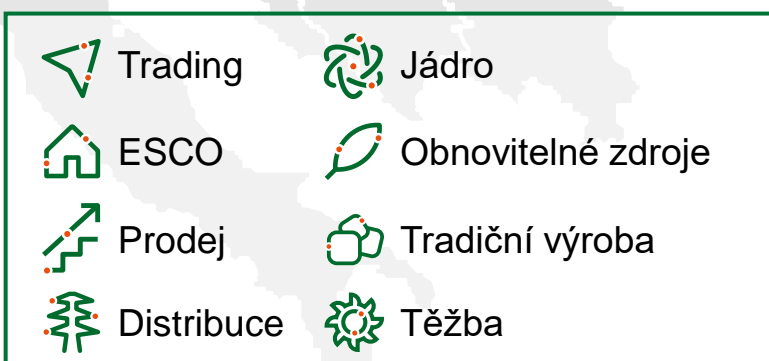 Trading
Jádro
ESCO
Obnovitelné zdroje
Prodej
Tradiční výroba
Distribuce
Těžba